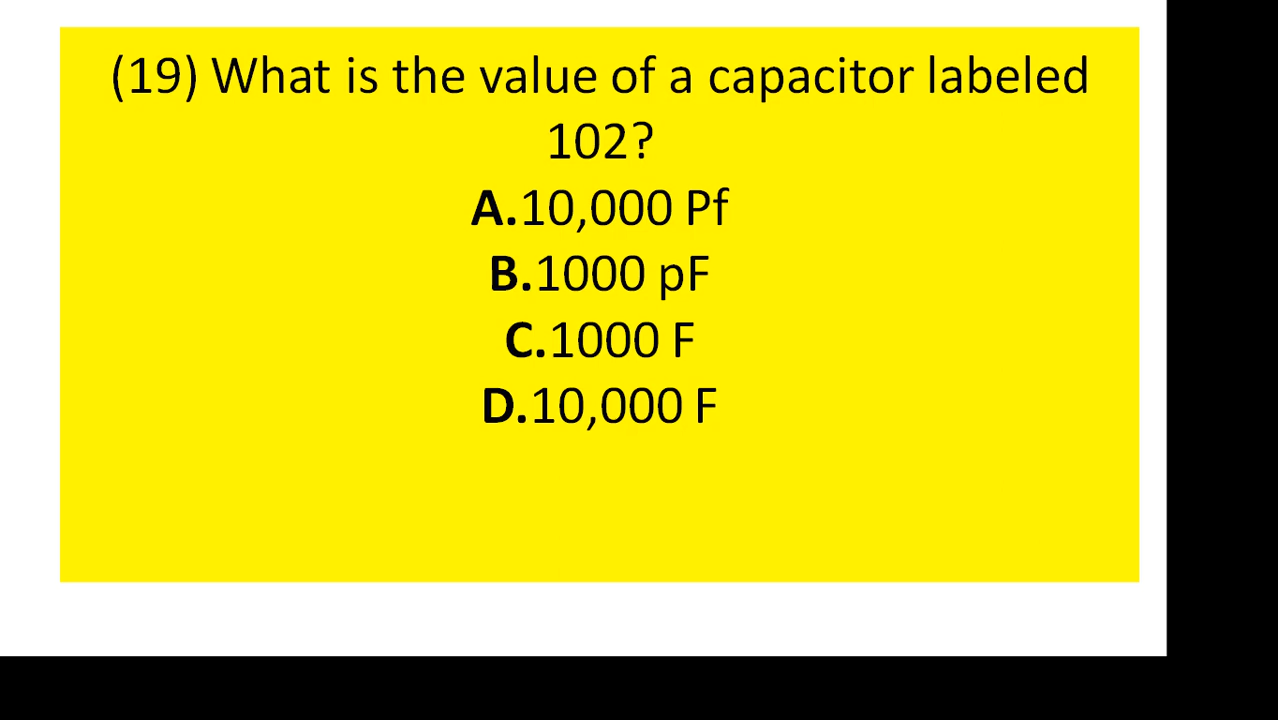 (19) What is the value of a capacitor labeled
102?
A.10,000 Pf
B.1000 pF
C.1000 F
D.10,000 F